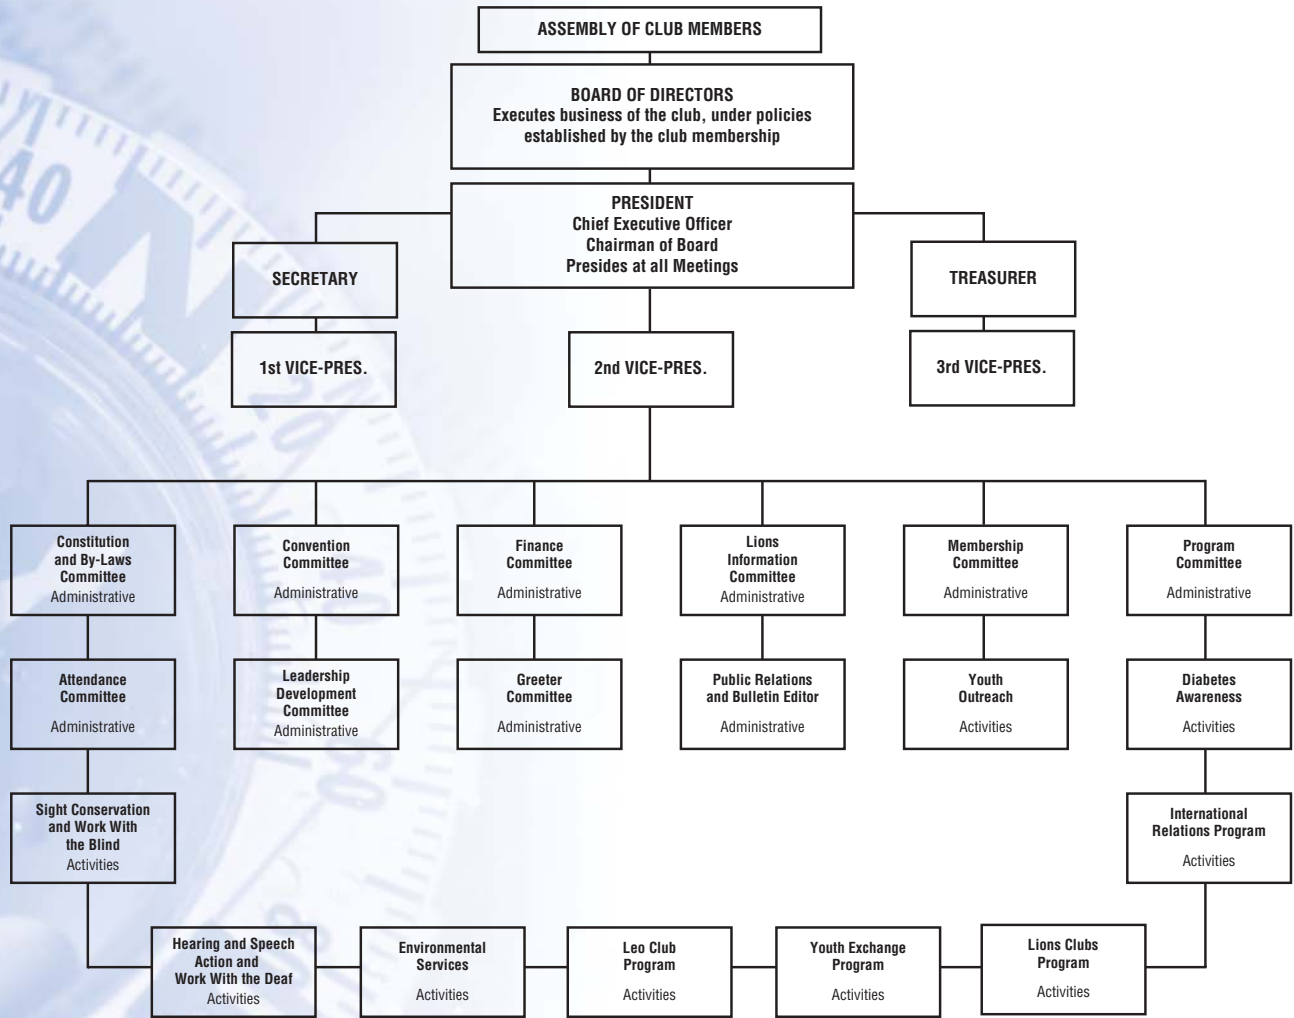 ASSEMBLY OF CLUB MEMBERS
BOARD OF DIRECTORS
Executes business of the club, under policies
established by the club membership
PRESIDENT
Chief Executive Officer
Chairman of Board
Presides at all Meetings
SECRETARY
TREASURER
1st VICE-PRES.
2nd VICE-PRES.
3rd VICE-PRES.
Constitution
and By-Laws
Committee
Administrative
Convention
Committee
Administrative
Finance
Committee
Administrative
Lions
Information
Committee
Administrative
Membership
Committee
Administrative
Program
Committee
Administrative
Attendance
Committee
Administrative
Leadership
Development
Committee
Administrative
Greeter
Committee
Administrative
Public Relations
and Bulletin Editor
Administrative
Youth
Outreach
Activities
Diabetes
Awareness
Activities
Sight Conservation
and Work With
the Blind
Activities
International
Relations Program
Activities
Hearing and Speech
Action and
Work With the Deaf
Activities
Environmental
Services
Activities
Leo Club
Program
Activities
Youth Exchange
Program
Activities
Lions Clubs
Program
Activities
40
N
20
40
60